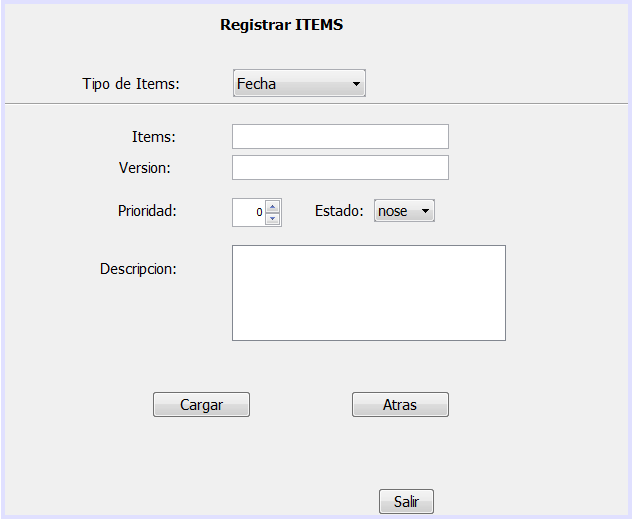 Registrar ITEMS
Tipo de Items: Fecha
Items:
Version:
Prioridad: 0 Estado: nose
Descripcion:
Cargar Atras
Salir